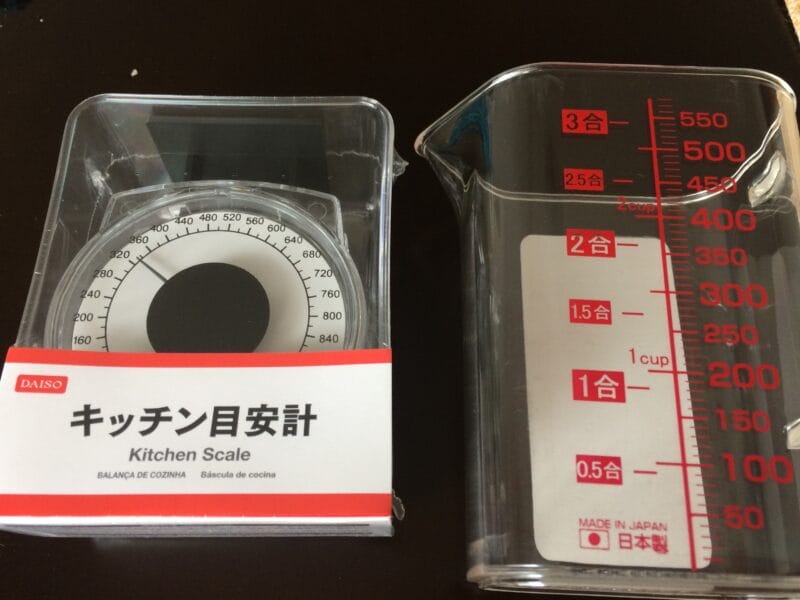 160
200
240
280
320
360
400
440
480
520
560
600
640
680
720
760
800
840
DAISO
キッチン目安計
Kitchen Scale
BALANÇA DE COZINHA Báscula de cocina
3合 550
500
2.5合 450
2cup 400
2合
350
300
1.5合
250
1cup 200
1合
150
0.5合 100
50
MADE IN JAPAN
日本製